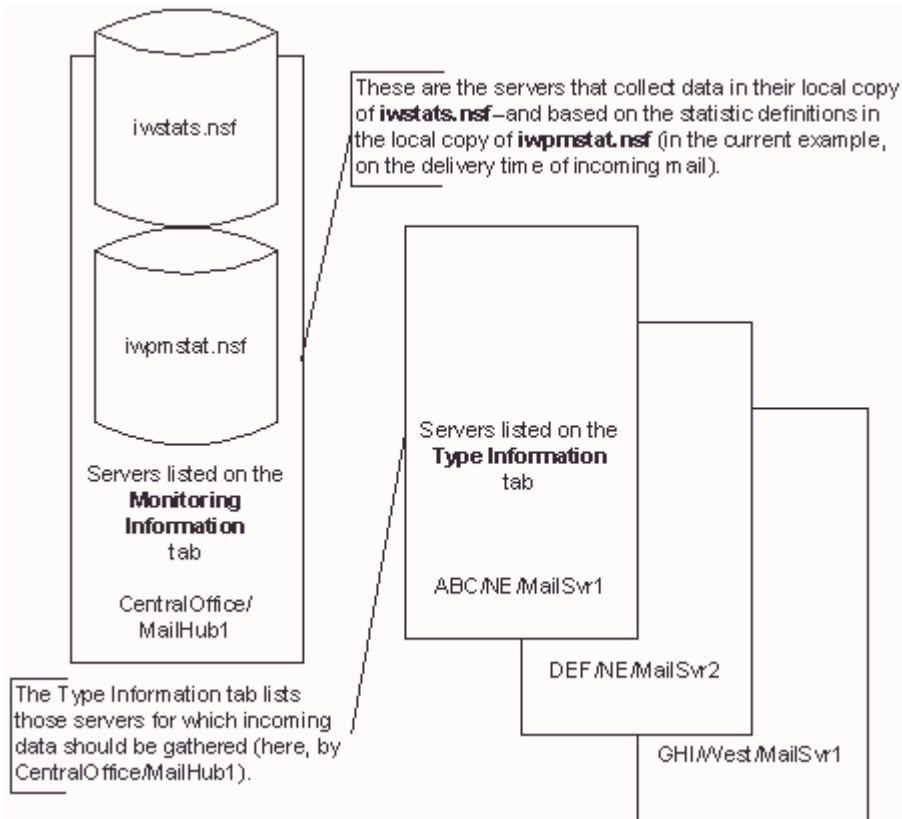 iwstats.nsf
These are the servers that collect data in their local copy
of iwstats.nsf–and based on the statistic definitions in
the local copy of iwprnstat.nsf (in the current example,
on the delivery time of incoming mail).
iwprnstat.nsf
Servers listed on the
Monitoring
Information
tab
CentralOffice/
MailHub1
Servers listed on the
Type Information
tab
ABC/NE/MailSvr1
DEF/NE/MailSvr2
GHI/West/MailSvr1
The Type Information tab lists
those servers for which incoming
data should be gathered (here, by
CentralOffice/MailHub1).